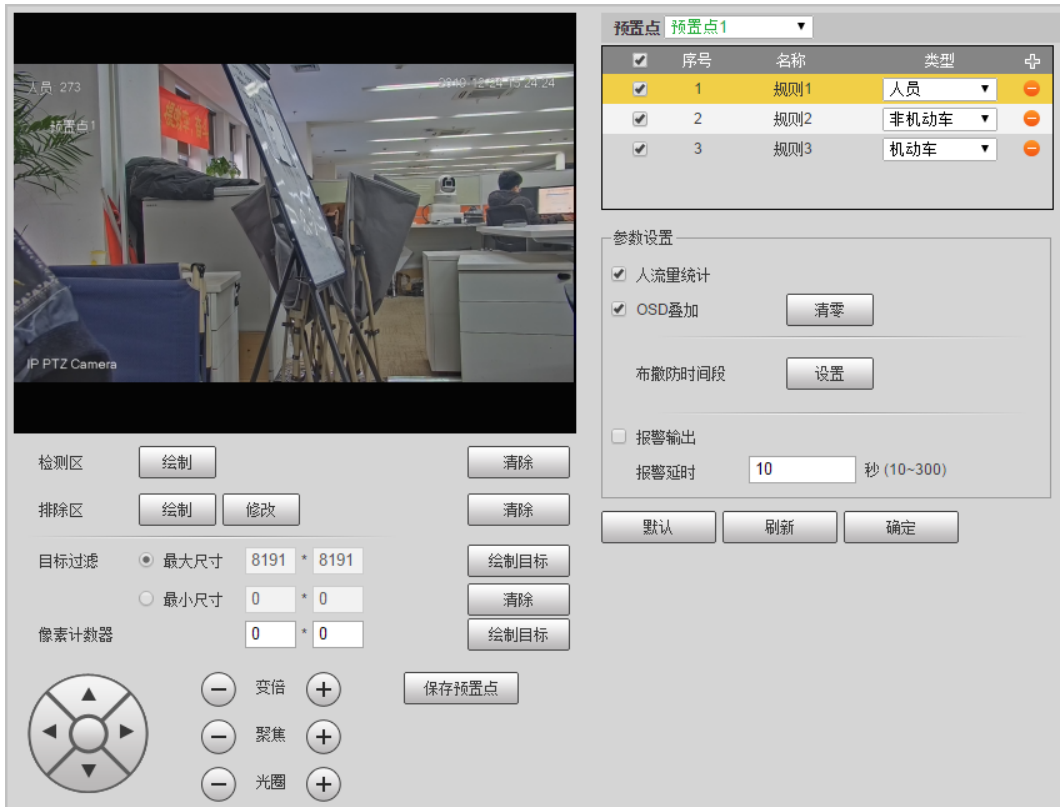 预置点 预置点1
序号 名称 类型
1 规则1 人员
2 规则2 非机动车
3 规则3 机动车
人员 273
预置点1
IP PTZ Camera
参数设置
人流量统计
OSD叠加 清零
布撤防时间段 设置
报警输出
报警延时 10 秒 (10~300)
默认 刷新 确定
检测区 绘制 清除
排除区 绘制 修改 清除
目标过滤 最大尺寸 8191 * 8191 绘制目标
最小尺寸 0 * 0 清除
像素计数器 0 * 0 绘制目标
变倍 保存预置点
聚焦
光圈